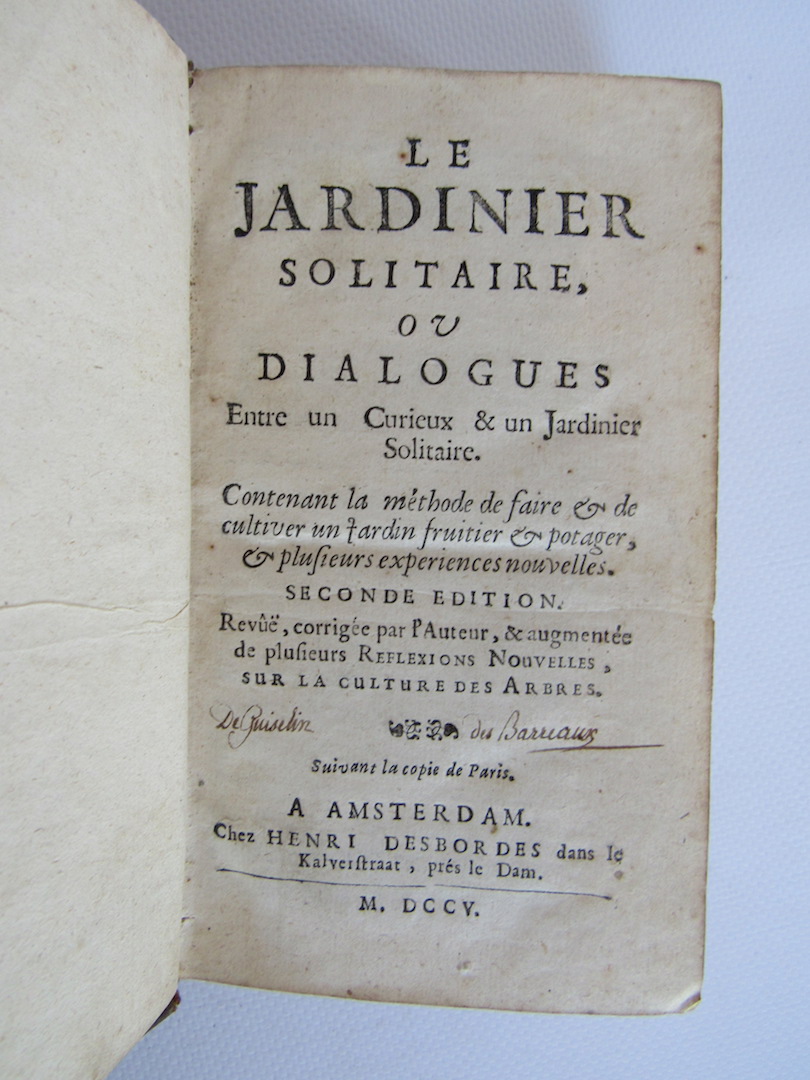 LE
JARDINIER
SOLITAIRE,
OU
DIALOGUES
Entre un Curieux & un Jardinier
Solitaire.
Contenant la méthode de faire & de
cultiver un Jardin fruitier & potager,
& pluſieurs experiences nouvelles.
SECONDE EDITION.
Revûë, corrigée par l'Auteur, & augmentée
de pluſieurs REFLEXIONS NOUVELLES,
SUR LA CULTURE DES ARBRES.
De Guiselin des Barreaux
Suivant la copie de Paris.
A AMSTERDAM.
Chez HENRI DESBORDES dans le
Kalverſtraat, prés le Dam.
M. DCCV.